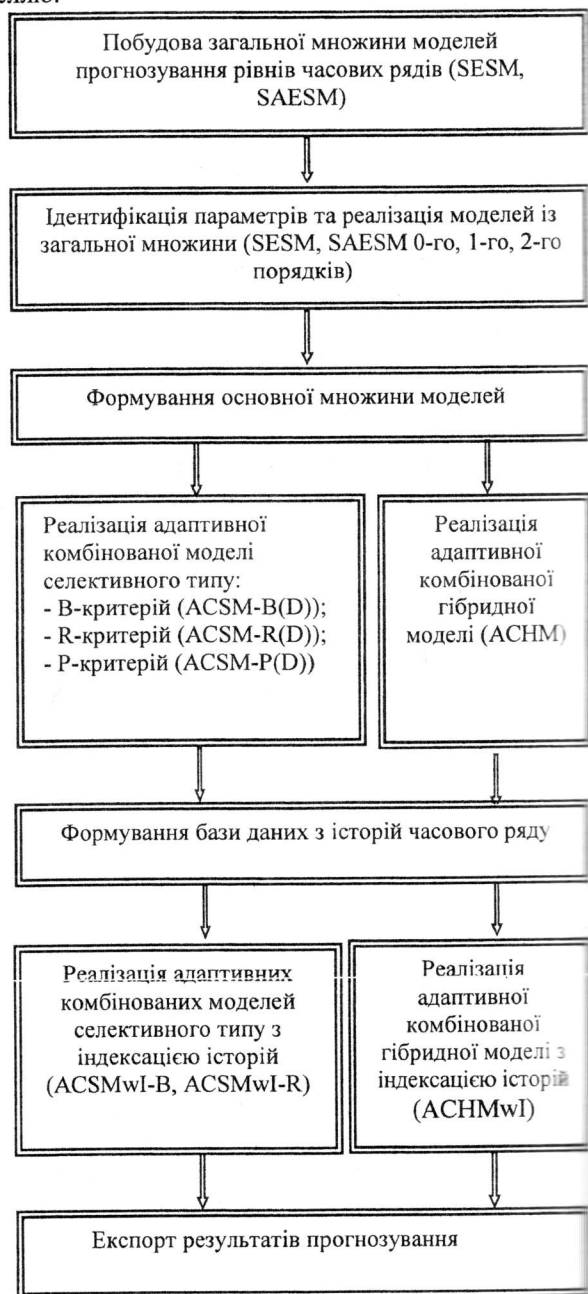 Побудова загальної множини моделей
прогнозування рівнів часових рядів (SESM,
SAESM)
Ідентифікація параметрів та реалізація моделей із
загальної множини (SESM, SAESM 0-го, 1-го, 2-го
порядків)
Формування основної множини моделей
Реалізація адаптивної
комбінованої моделі
селективного типу:
- В-критерій (ACSM-B(D));
- R-критерій (ACSM-R(D));
- Р-критерій (ACSM-P(D))
Реалізація
адаптивної
комбінованої
гібридної
моделі (ACHM)
Формування бази даних з історій часового ряду
Реалізація адаптивних
комбінованих моделей
селективного типу з
індексацією історій
(ACSMwI-B, ACSMwI-R)
Реалізація
адаптивної
комбінованої
гібридної моделі з
індексацією історій
(ACHMwI)
Експорт результатів прогнозування